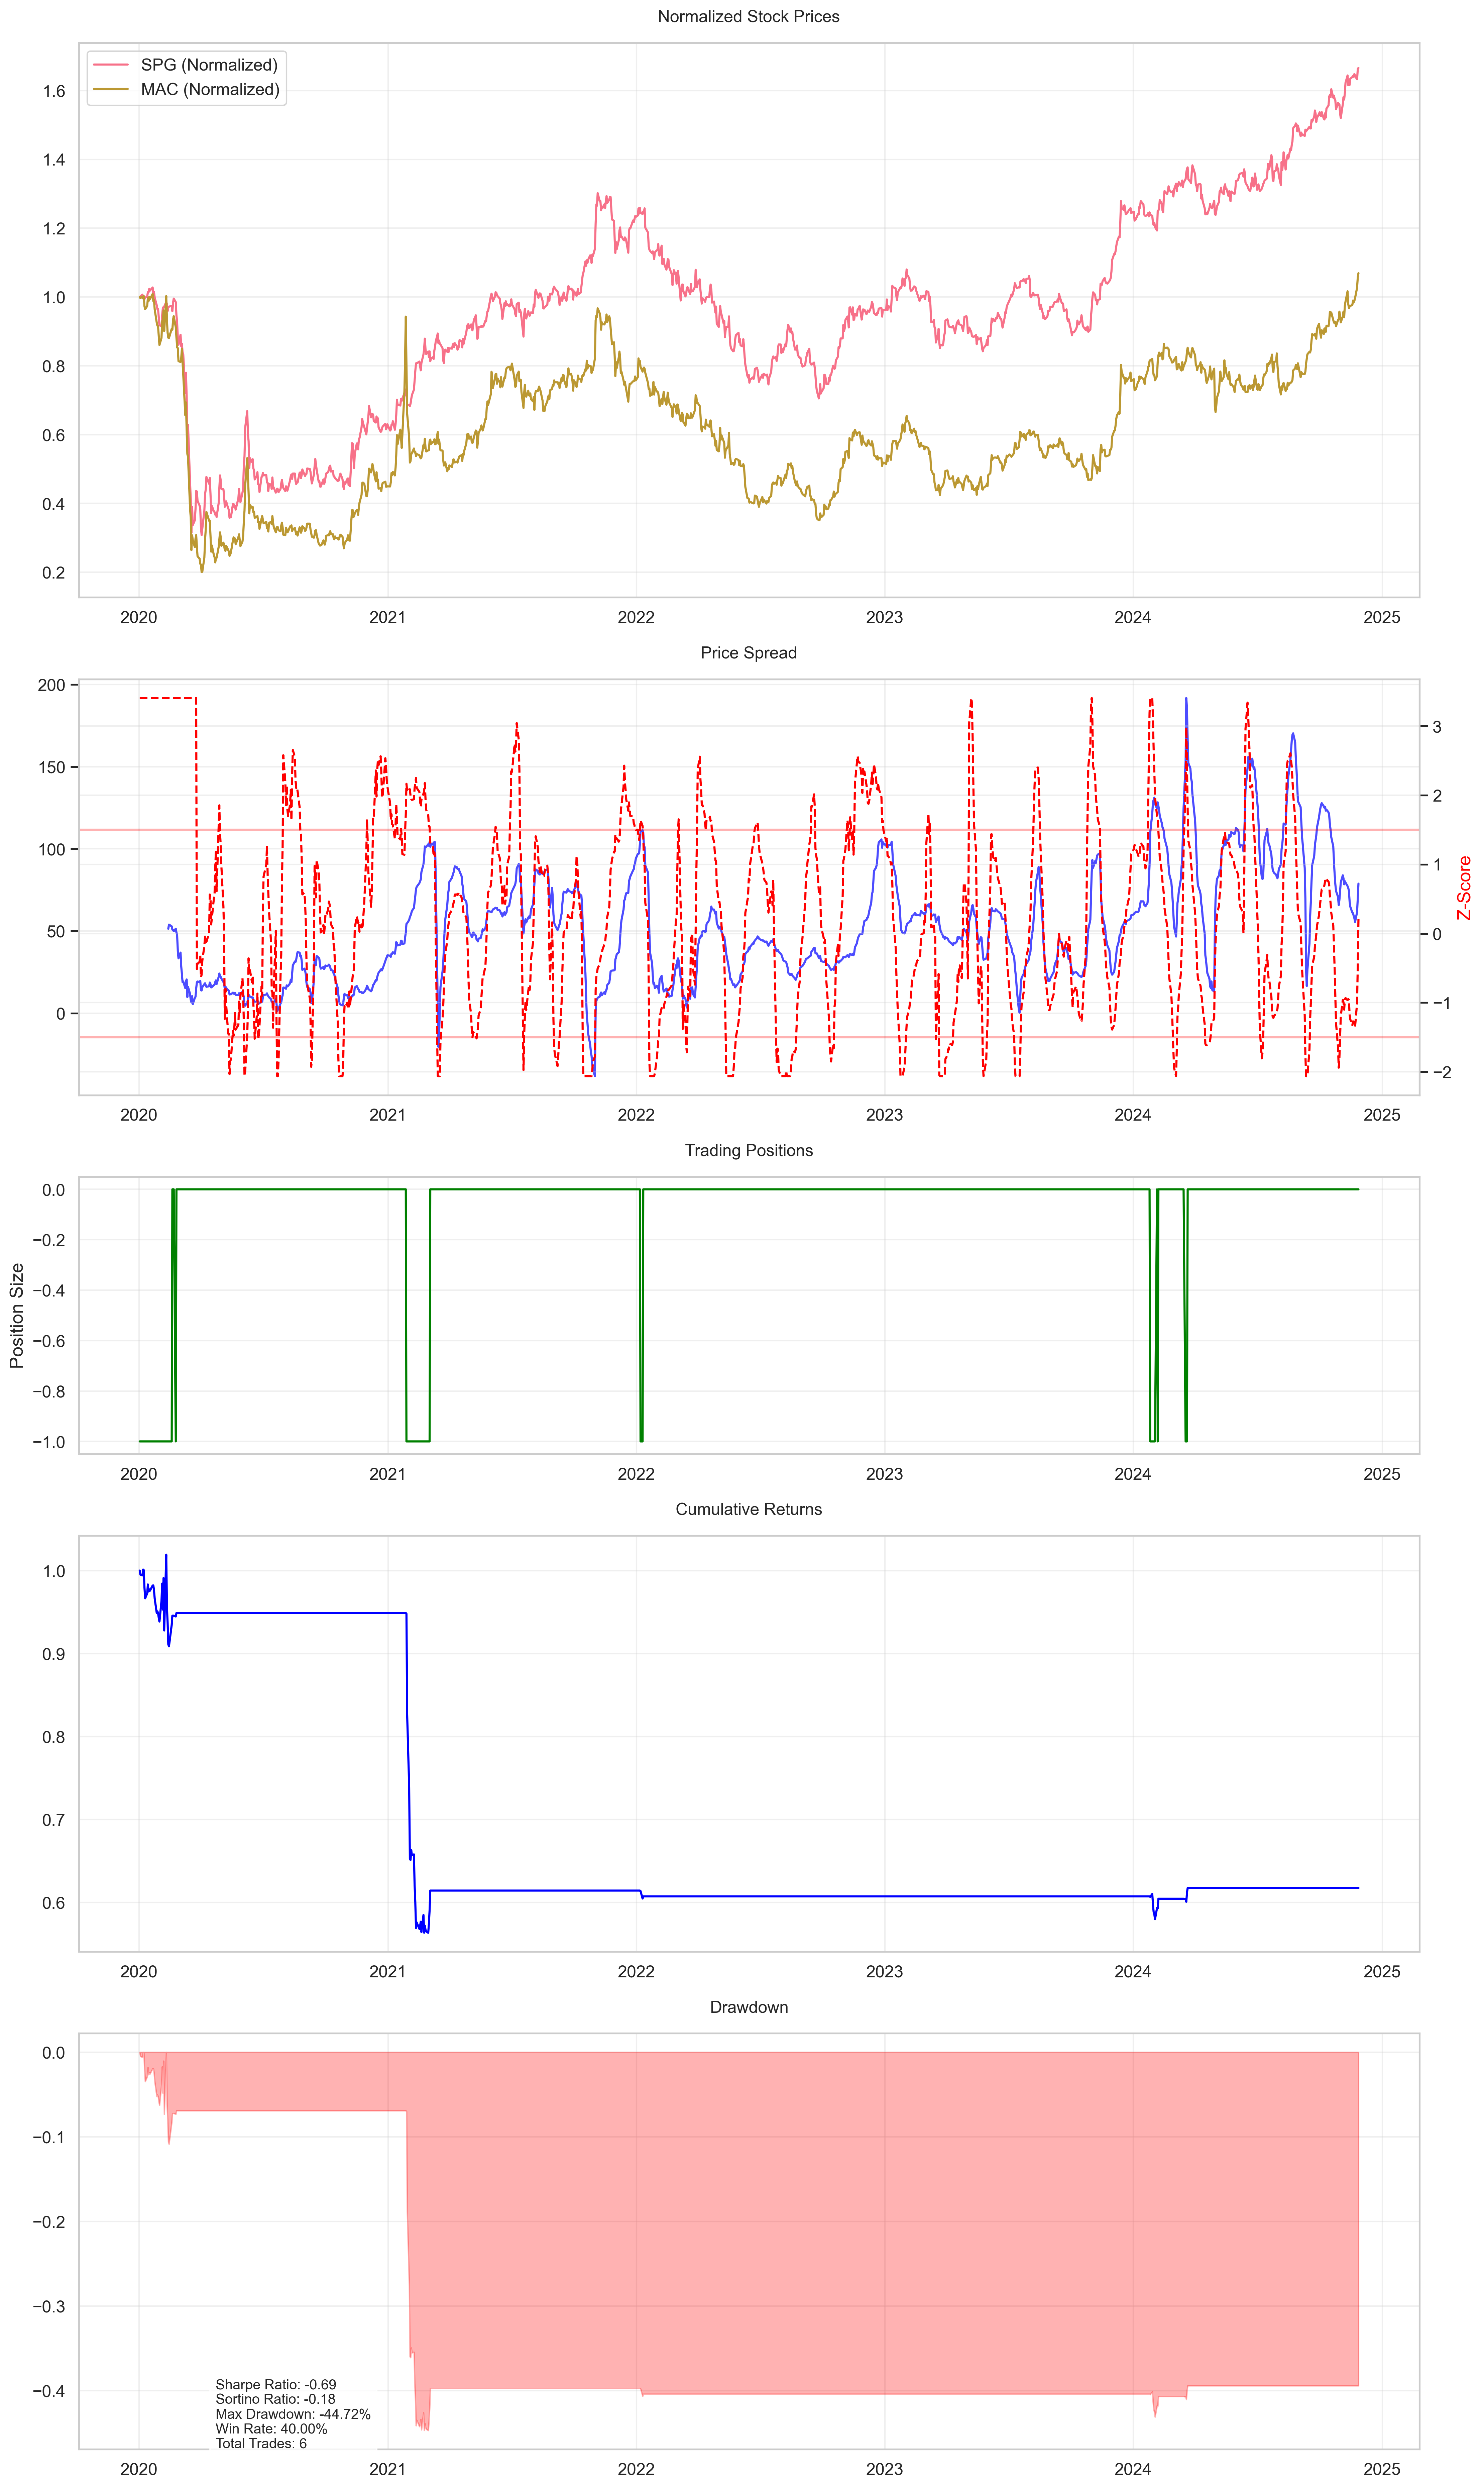 Normalized Stock Prices
SPG (Normalized)
MAC (Normalized)
1.6
1.4
1.2
1.0
0.8
0.6
0.4
0.2
2020 2021 2022 2023 2024 2025
Price Spread
200
150
100
50
0
3
2
1
0
−1
−2
Z-Score
2020 2021 2022 2023 2024 2025
Trading Positions
Position Size
0.0
−0.2
−0.4
−0.6
−0.8
−1.0
2020 2021 2022 2023 2024 2025
Cumulative Returns
1.0
0.9
0.8
0.7
0.6
2020 2021 2022 2023 2024 2025
Drawdown
0.0
−0.1
−0.2
−0.3
−0.4
Sharpe Ratio: -0.69
Sortino Ratio: -0.18
Max Drawdown: -44.72%
Win Rate: 40.00%
Total Trades: 6
2020 2021 2022 2023 2024 2025